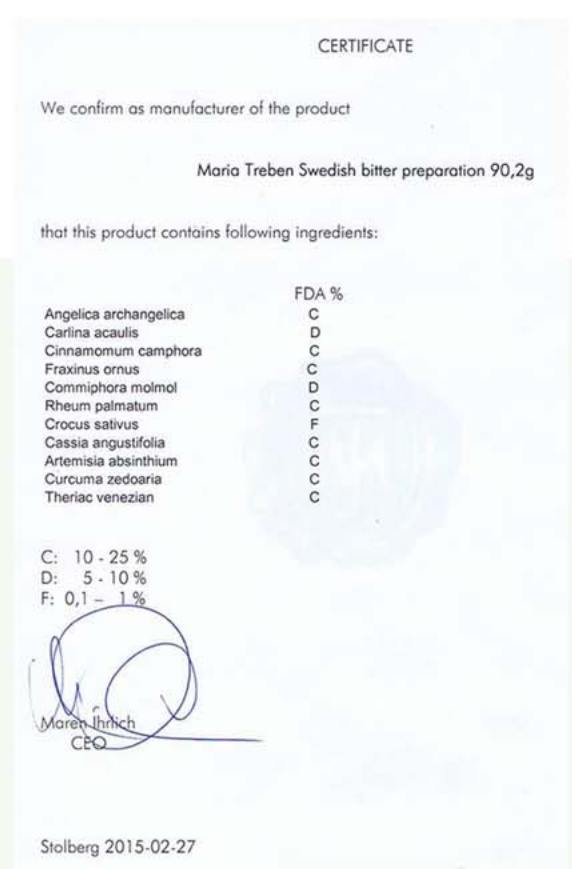 CERTIFICATE
We confirm as manufacturer of the product
Maria Treben Swedish bitter preparation 90,2g
that this product contains following ingredients:
FDA %
Angelica archangelica C
Carlina acaulis D
Cinnamomum camphora C
Fraxinus ornus C
Commiphora molmol D
Rheum palmatum C
Crocus sativus F
Cassia angustifolia C
Artemisia absinthium C
Curcuma zedoaria C
Theriac venezian C
C: 10 - 25 %
D: 5 - 10 %
F: 0,1 – 1 %
Maren Ihrlich
CEO
Stolberg 2015-02-27